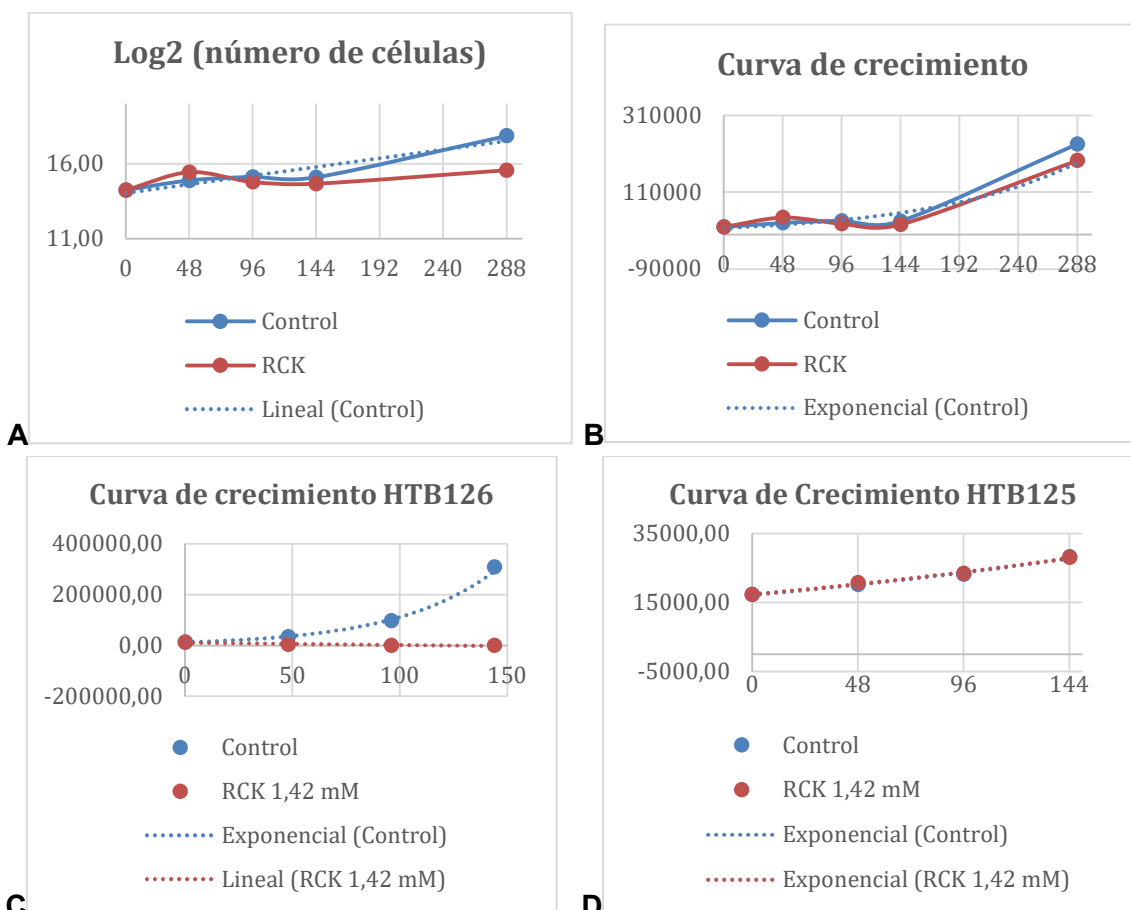 Log2 (número de células)
16,00
11,00
0 48 96 144 192 240 288
Control
RCK
Lineal (Control)
A
Curva de crecimiento
310000
110000
-90000
0 48 96 144 192 240 288
Control
RCK
Exponencial (Control)
B
Curva de crecimiento HTB126
400000,00
200000,00
0,00
-200000,00
0 50 100 150
Control
RCK 1,42 mM
Exponencial (Control)
Lineal (RCK 1,42 mM)
C
Curva de Crecimiento HTB125
35000,00
15000,00
-5000,00
0 48 96 144
Control
RCK 1,42 mM
Exponencial (Control)
Exponencial (RCK 1,42 mM)
D